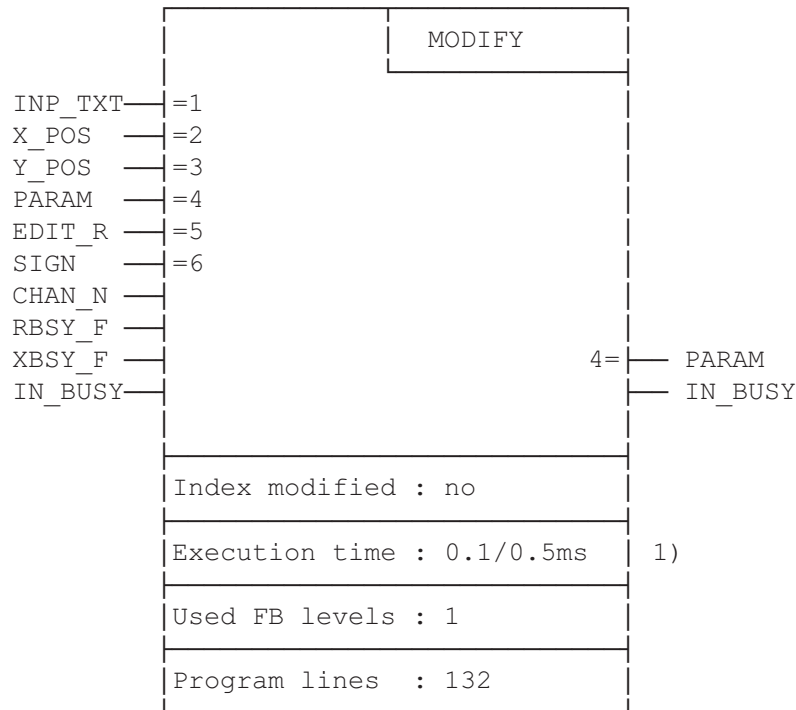 MODIFY
INP_TXT =1
X_POS =2
Y_POS =3
PARAM =4
EDIT_R =5
SIGN =6
CHAN_N
RBSY_F
XBSY_F 4= PARAM
IN_BUSY IN_BUSY
Index modified : no
Execution time : 0.1/0.5ms 1)
Used FB levels : 1
Program lines : 132